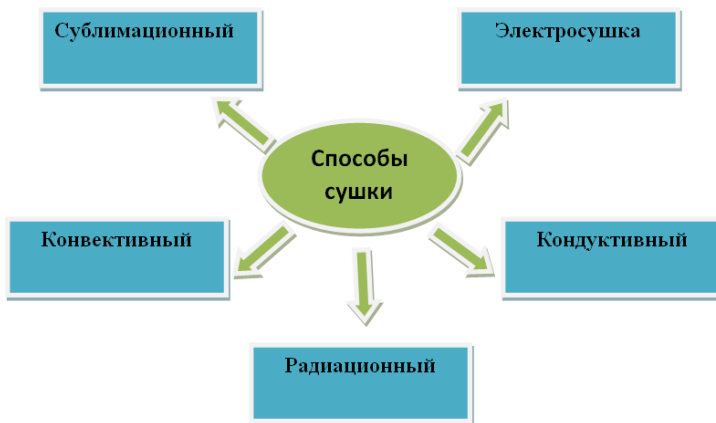 Сублимационный
Электросушка
Способы
сушки
Конвективный
Кондуктивный
Радиационный